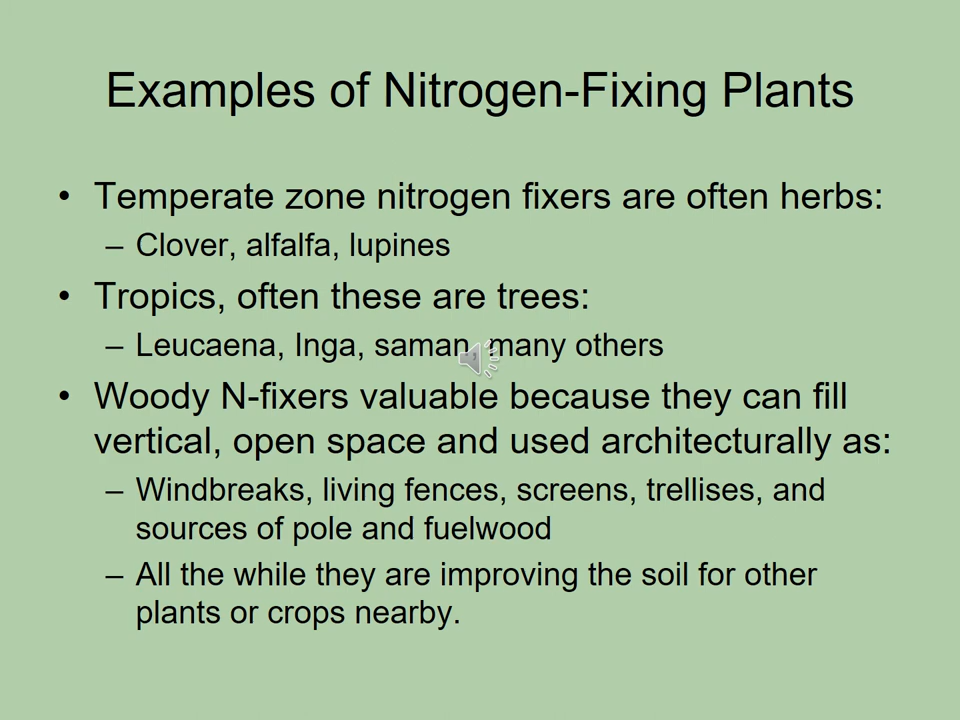 Examples of Nitrogen-Fixing Plants
• Temperate zone nitrogen fixers are often herbs:
– Clover, alfalfa, lupines
• Tropics, often these are trees:
– Leucaena, Inga, saman, many others
• Woody N-fixers valuable because they can fill
vertical, open space and used architecturally as:
– Windbreaks, living fences, screens, trellises, and
sources of pole and fuelwood
– All the while they are improving the soil for other
plants or crops nearby.